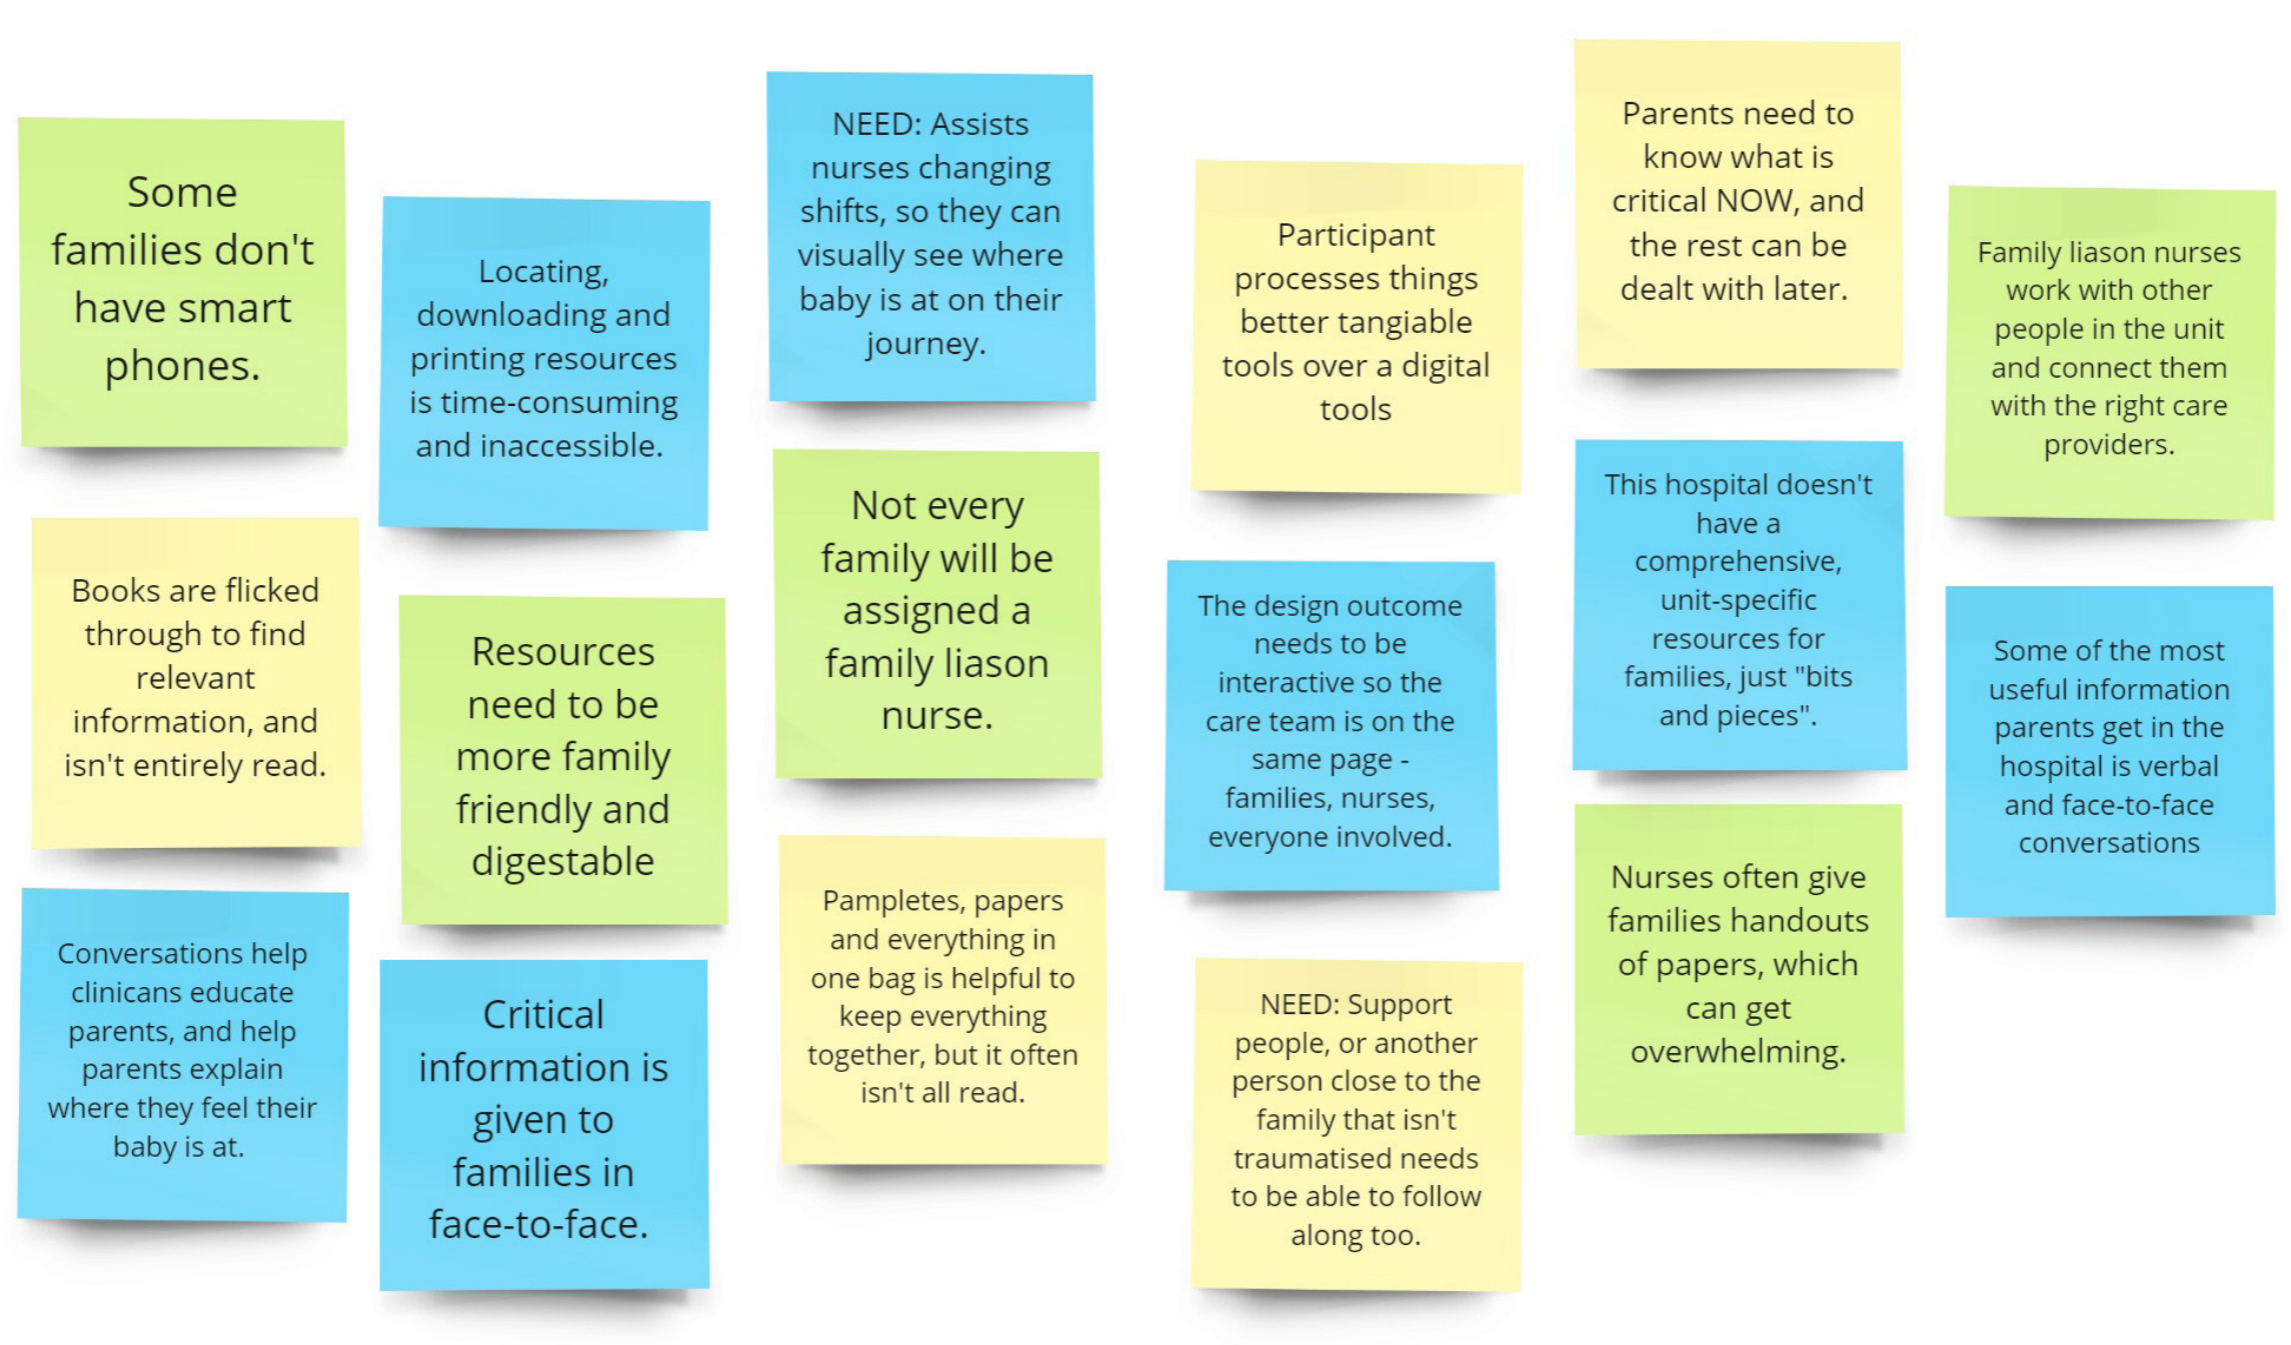 Some
families don't
have smart
phones.
Books are flicked
through to find
relevant
information, and
isn't entirely read.
Conversations help
clinicans educate
parents, and help
parents explain
where they feel their
baby is at.
Locating,
downloading and
printing resources
is time-consuming
and inaccessible.
Resources
need to be
more family
friendly and
digestable
Critical
information is
given to
families in
face-to-face.
NEED: Assists
nurses changing
shifts, so they can
visually see where
baby is at on their
journey.
Not every
family will be
assigned a
family liason
nurse.
Pampletes, papers
and everything in
one bag is helpful to
keep everything
together, but it often
isn't all read.
Participant
processes things
better tangiable
tools over a digital
tools
The design outcome
needs to be
interactive so the
care team is on the
same page -
families, nurses,
everyone involved.
NEED: Support
people, or another
person close to the
family that isn't
traumatised needs
to be able to follow
along too.
Parents need to
know what is
critical NOW, and
the rest can be
dealt with later.
This hospital doesn't
have a
comprehensive,
unit-specific
resources for
families, just "bits
and pieces".
Nurses often give
families handouts
of papers, which
can get
overwhelming.
Family liason nurses
work with other
people in the unit
and connect them
with the right care
providers.
Some of the most
useful information
parents get in the
hospital is verbal
and face-to-face
conversations